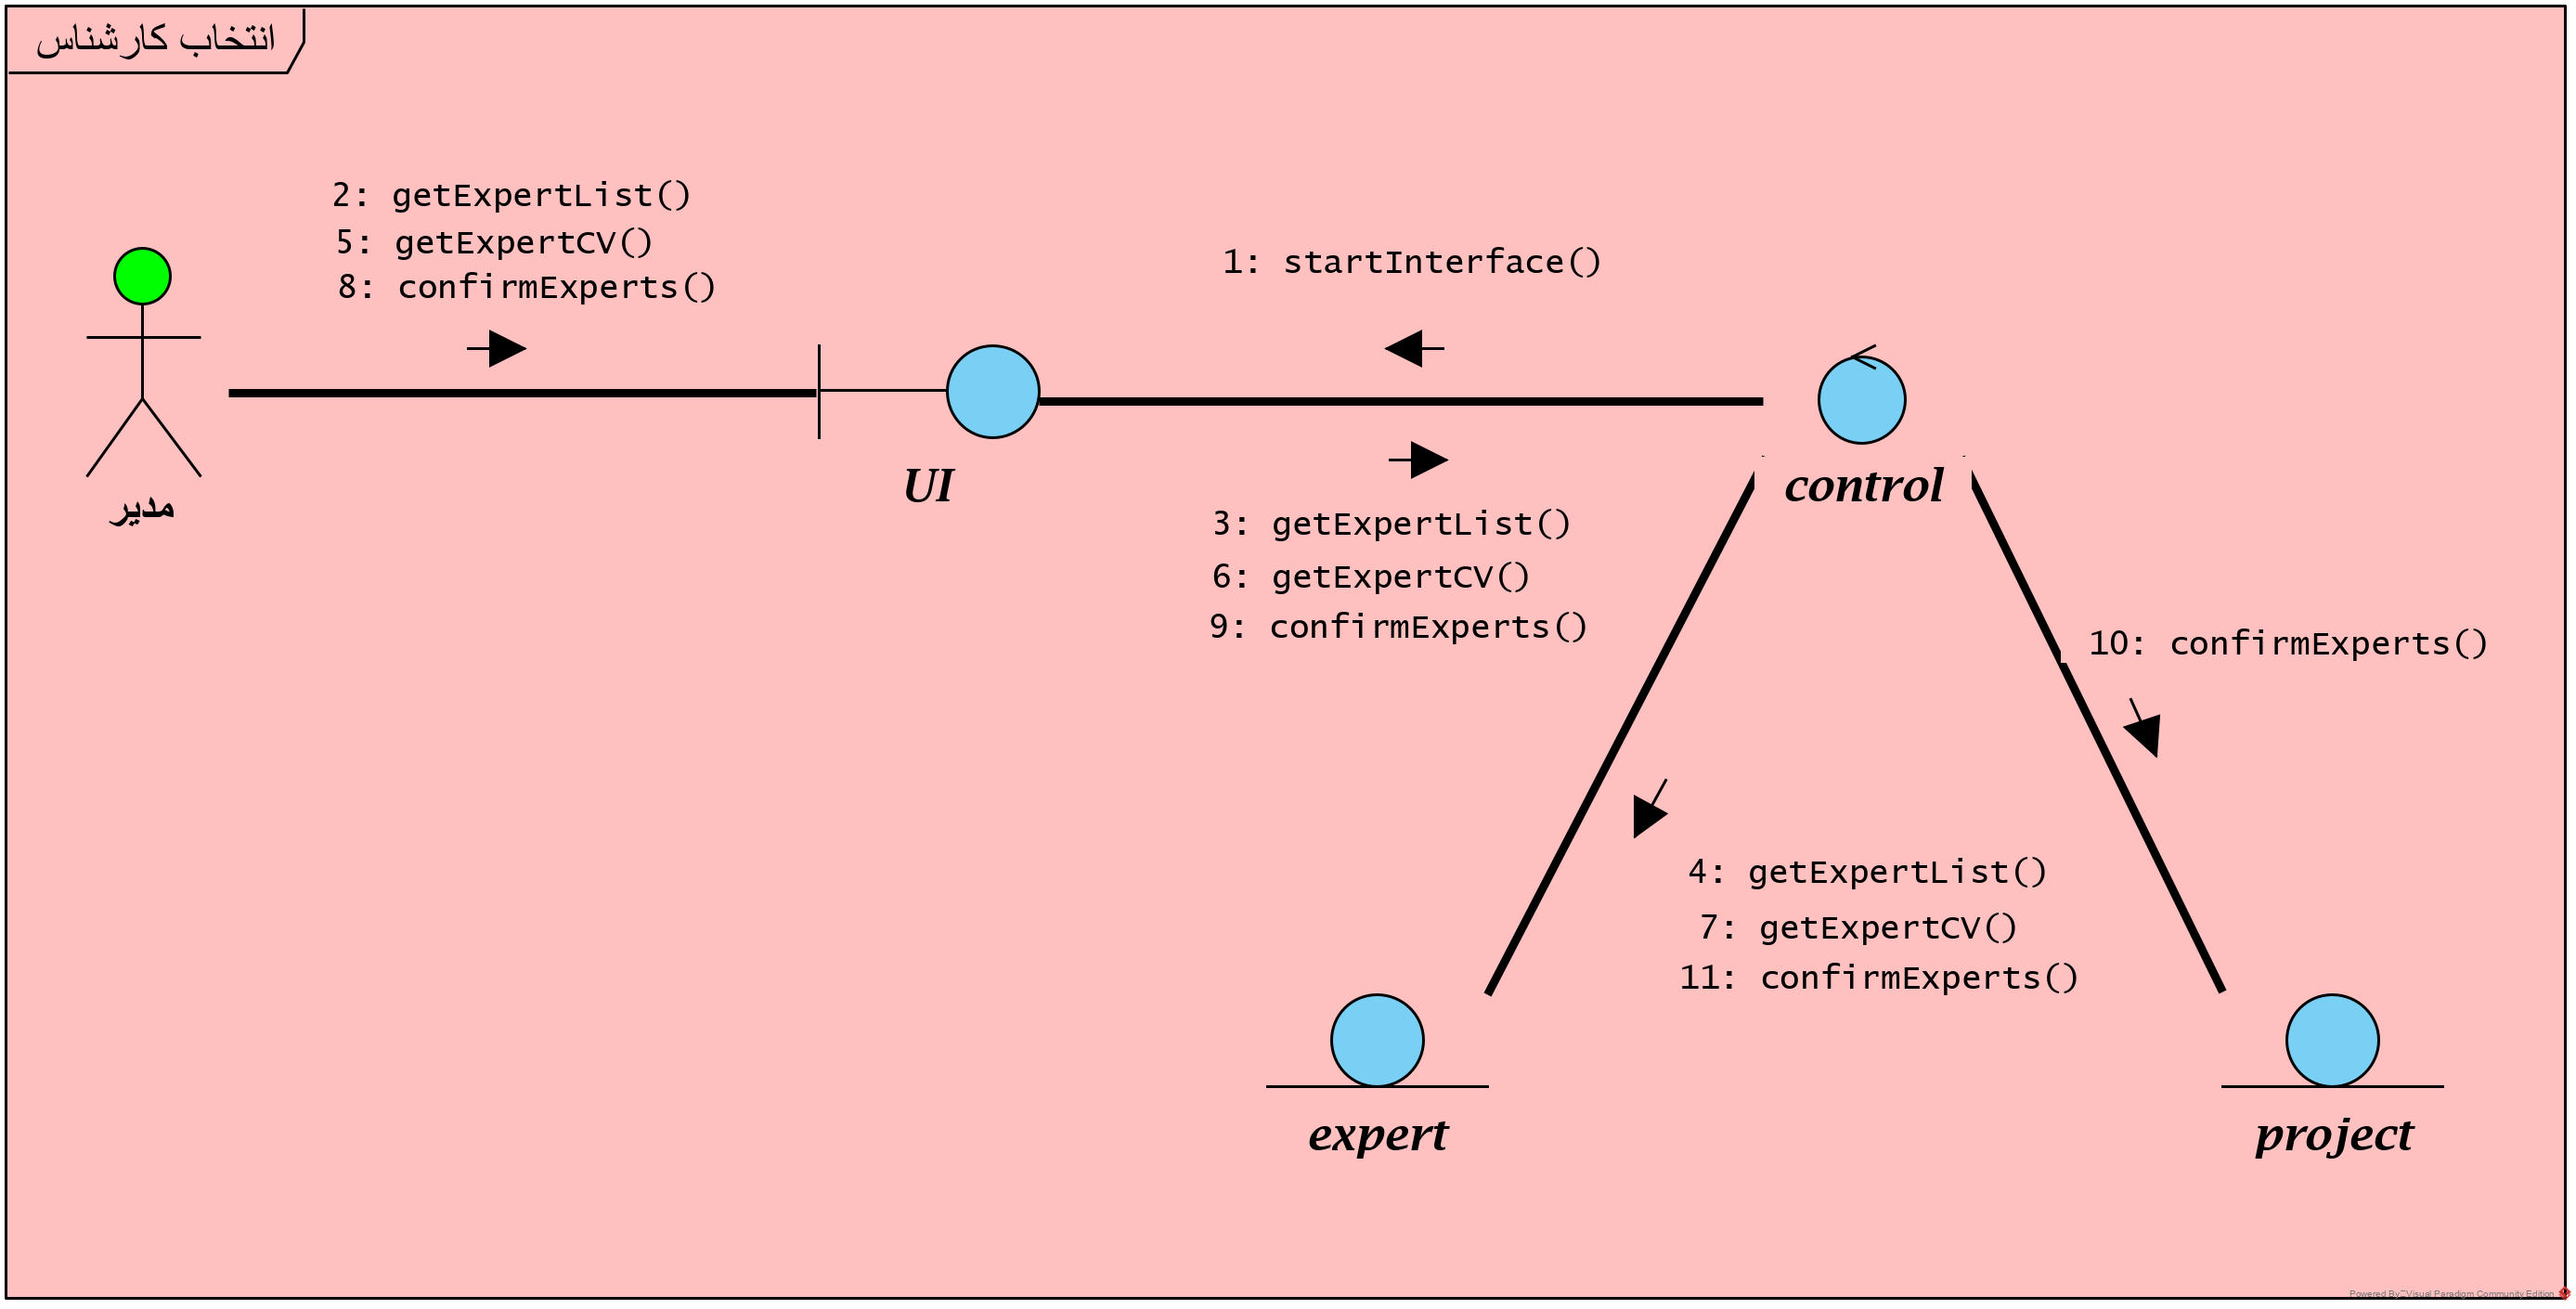 انتخاب کارشناس
2: getExpertList()
5: getExpertCV()
8: confirmExperts()
1: startInterface()
مدیر
UI
control
3: getExpertList()
6: getExpertCV()
9: confirmExperts()
10: confirmExperts()
4: getExpertList()
7: getExpertCV()
11: confirmExperts()
expert
project
Powered By Visual Paradigm Community Edition